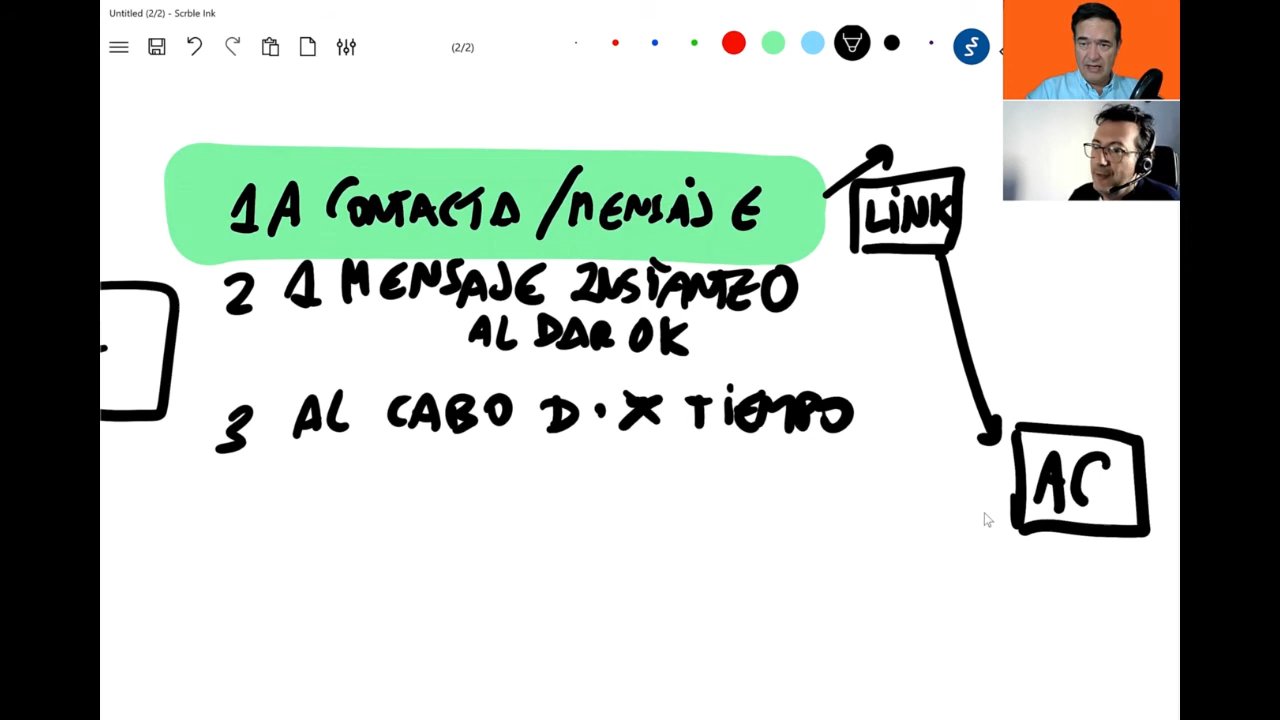 Untitled (2/2) - Scrble Ink
(2/2)
1A CONTACTA/MENSAJE
LiNK
2 1 MENSAJE INSTANTEO
AL DAR OK
3 AL CABO D. X TiEMPO
AC